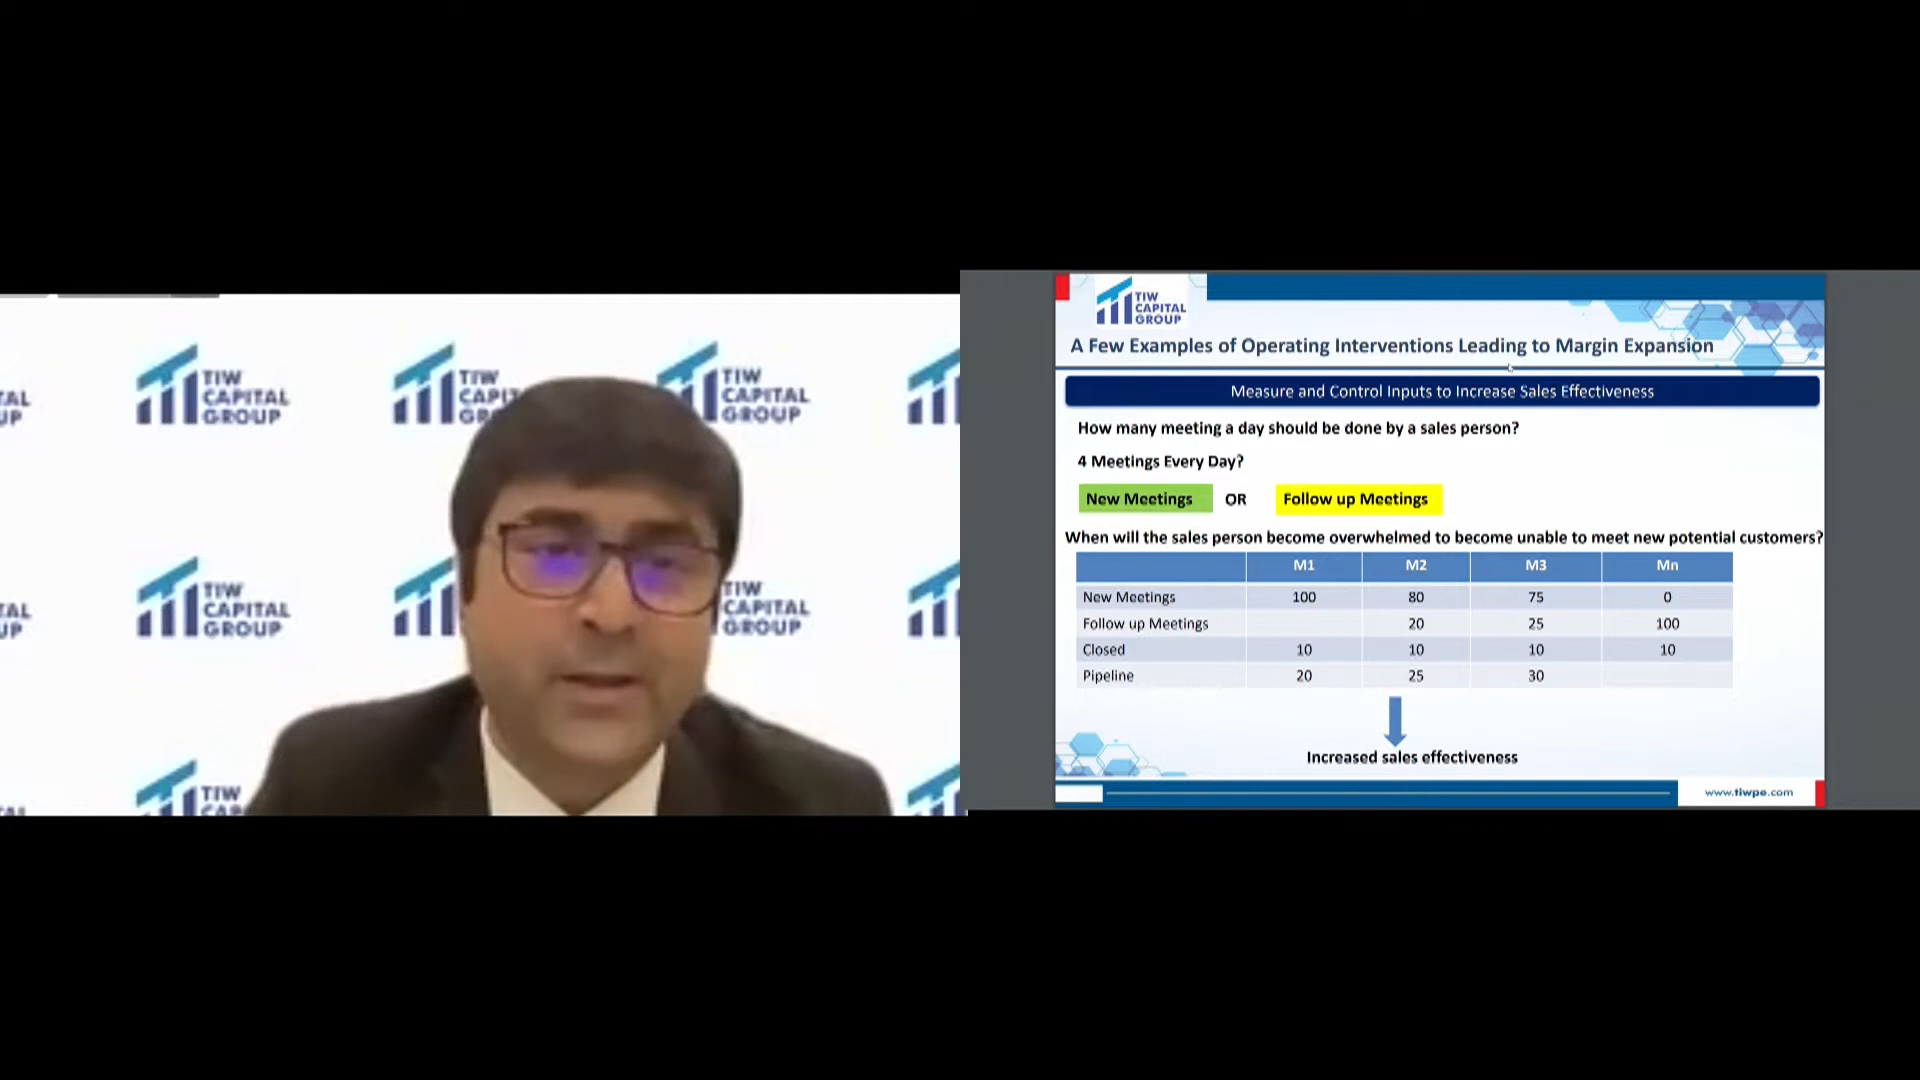 TIW
CAPITAL
GROUP
TIW
CAPI
GR
TIW
CAPITAL
GROUP
TIW
CAPITAL
GROUP
TIW
CAPITAL
GROUP
TIW
TIW
CAPITAL
GROUP
A Few Examples of Operating Interventions Leading to Margin Expansion
Measure and Control Inputs to Increase Sales Effectiveness
How many meeting a day should be done by a sales person?
4 Meetings Every Day?
New Meetings OR Follow up Meetings
When will the sales person become overwhelmed to become unable to meet new potential customers?
M1 M2 M3 Mn
New Meetings 100 80 75 0
Follow up Meetings 20 25 100
Closed 10 10 10 10
Pipeline 20 25 30
Increased sales effectiveness
www.tiwpe.com